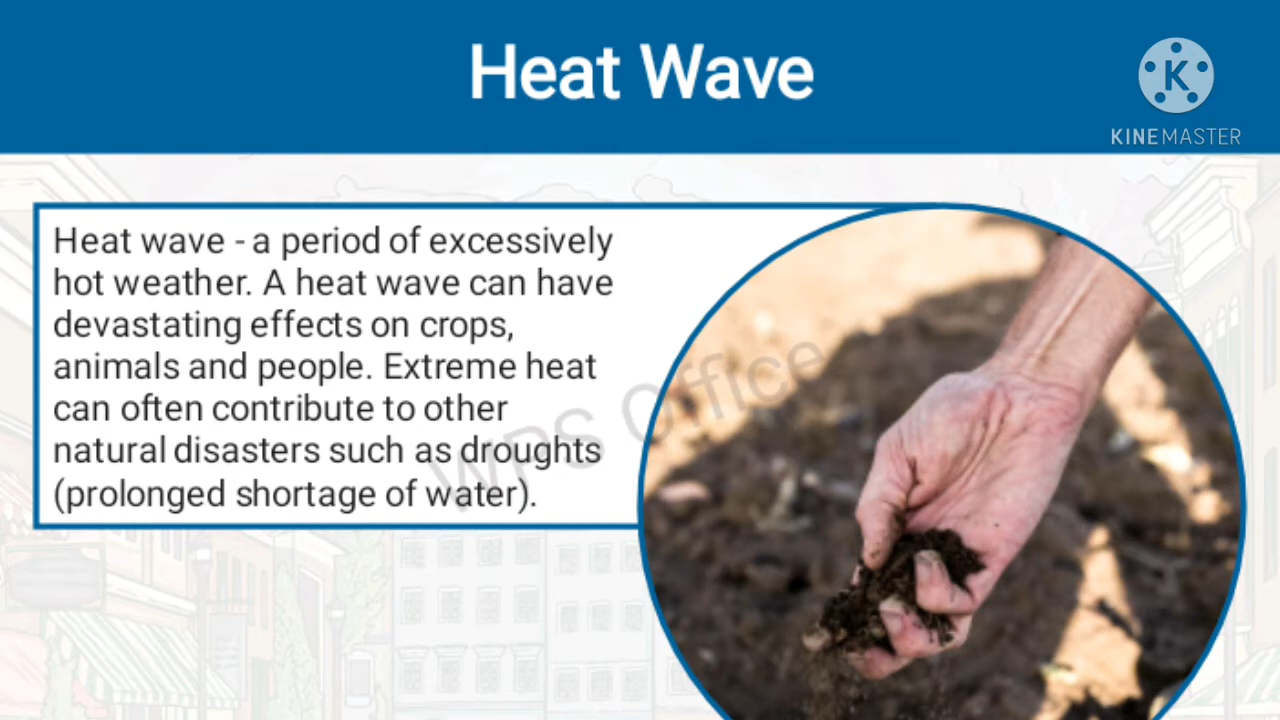 Heat Wave
K
KINEMASTER
Heat wave - a period of excessively
hot weather. A heat wave can have
devastating effects on crops,
animals and people. Extreme heat
can often contribute to other
natural disasters such as droughts
(prolonged shortage of water).
WPS Office